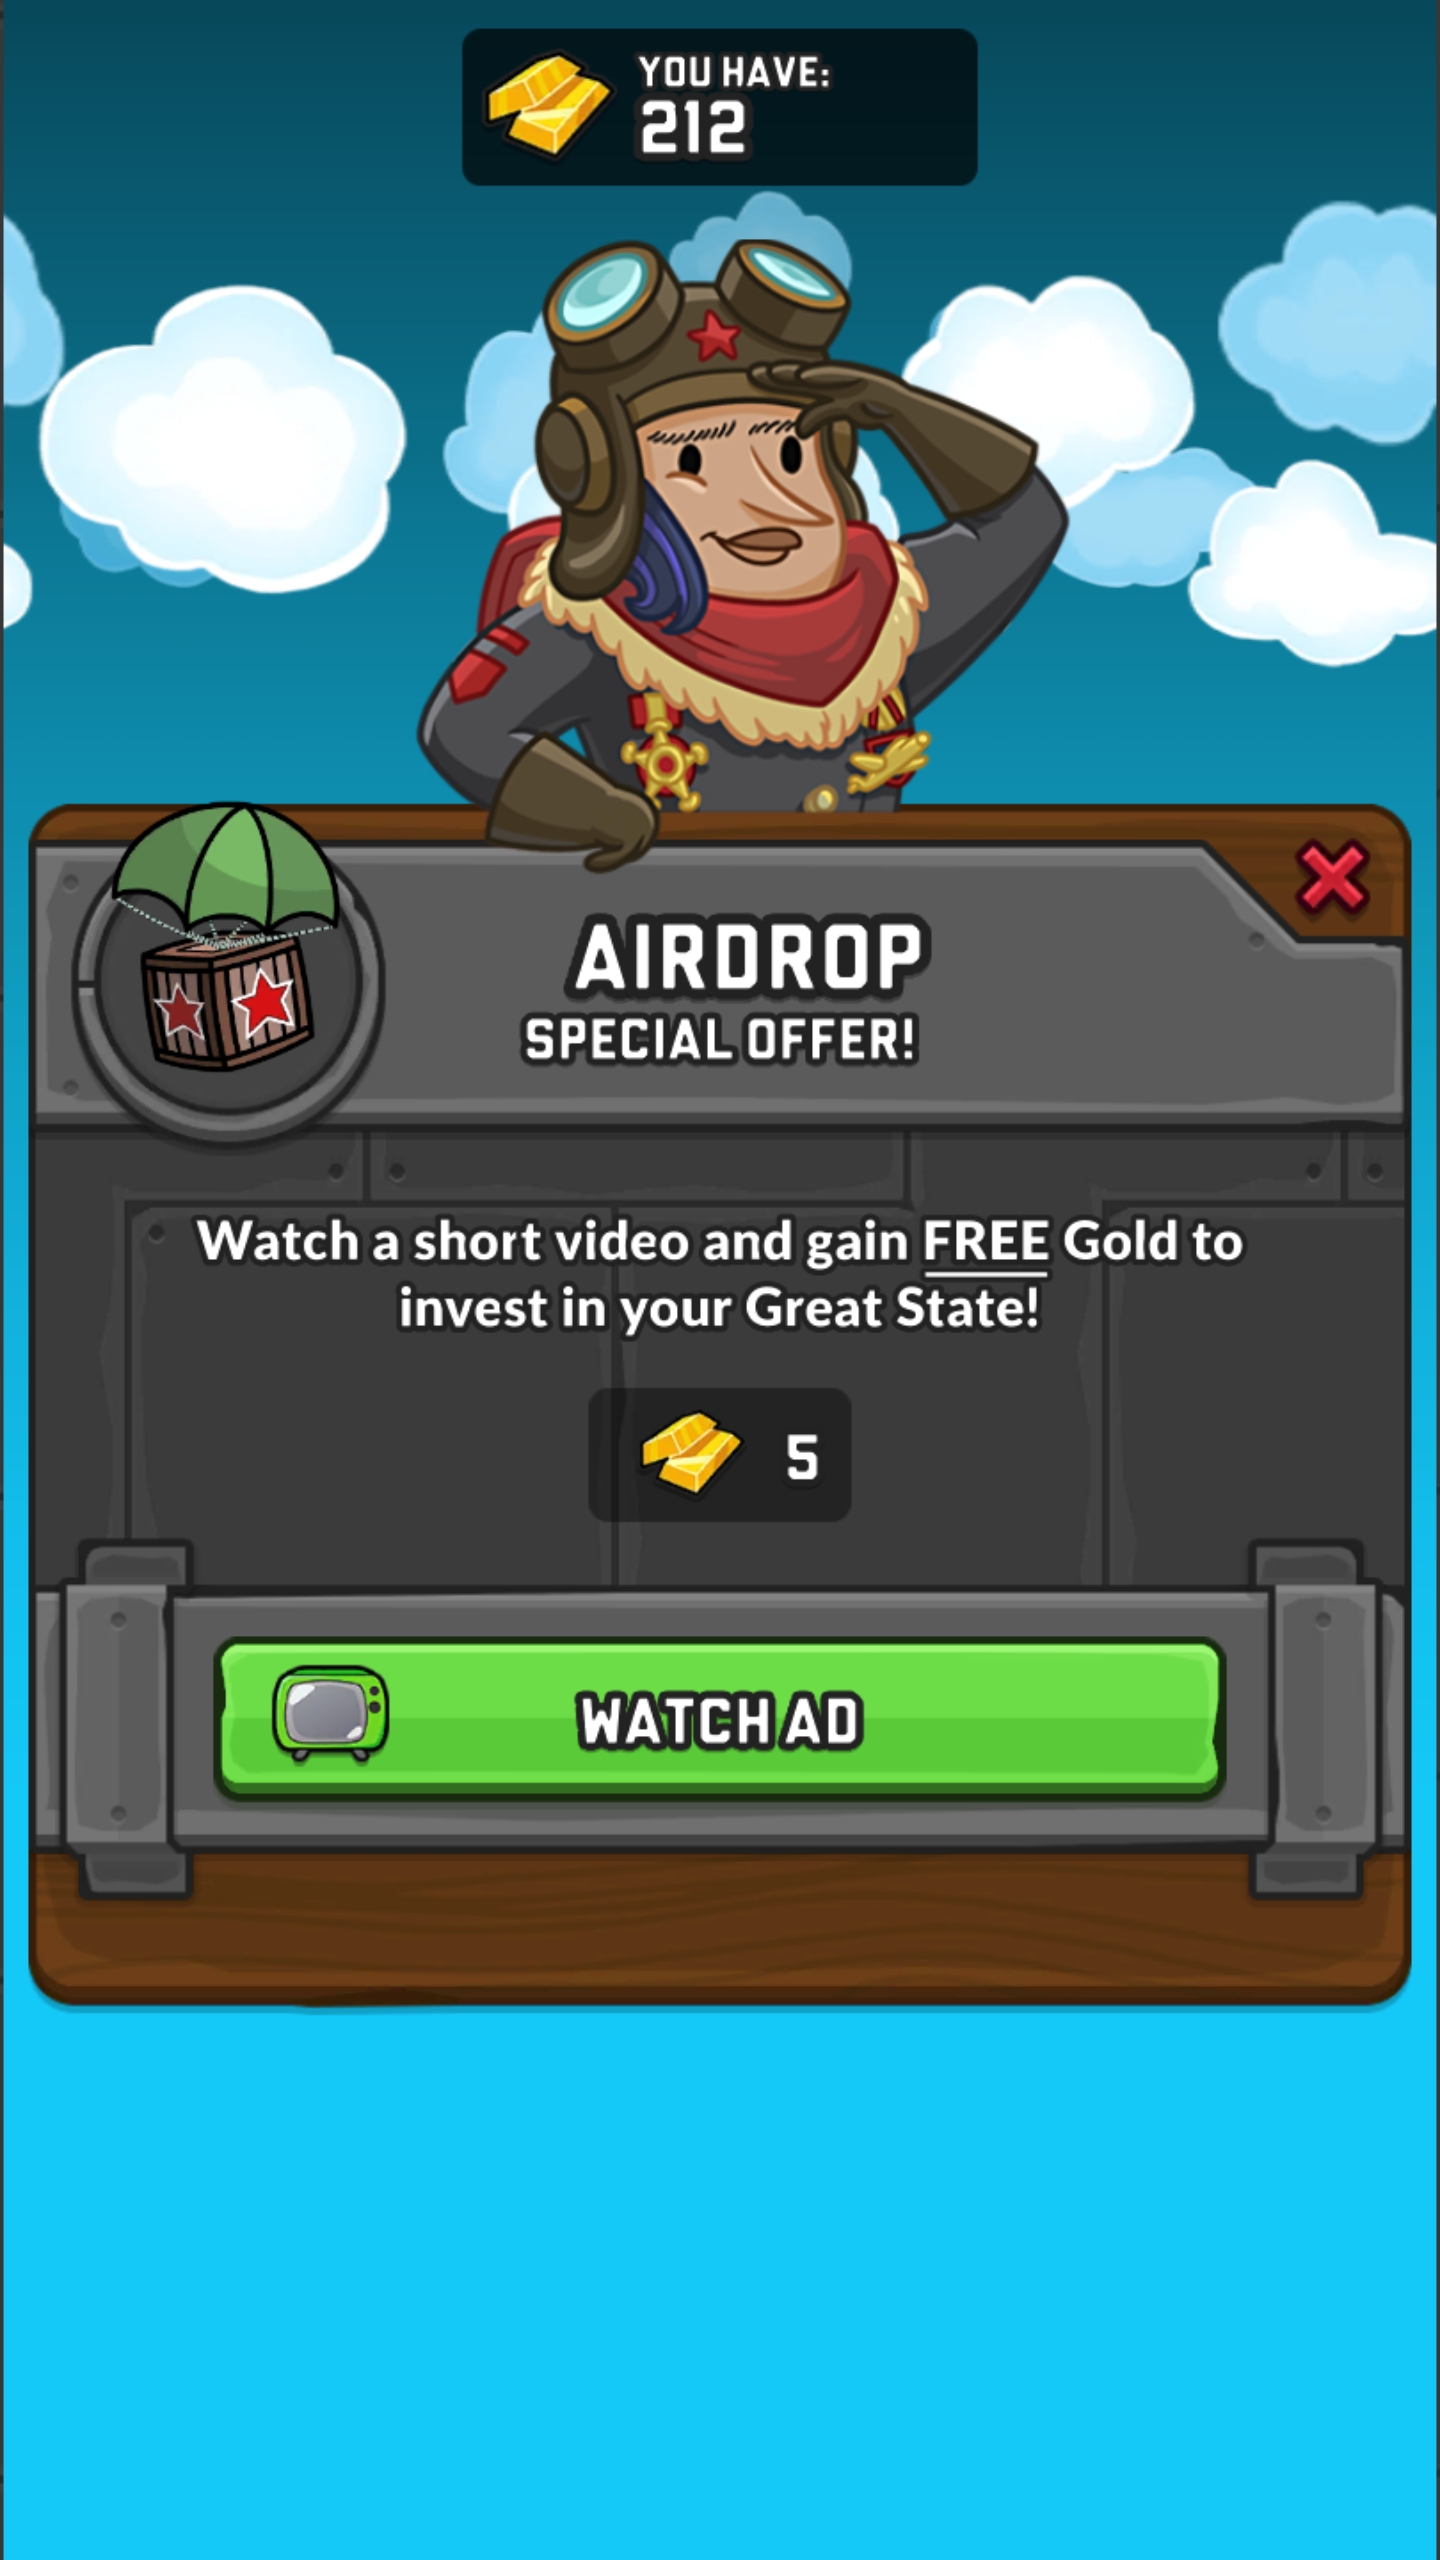 YOU HAVE:
212
AIRDROP
SPECIAL OFFER!
Watch a short video and gain FREE Gold to
invest in your Great State!
5
WATCH AD